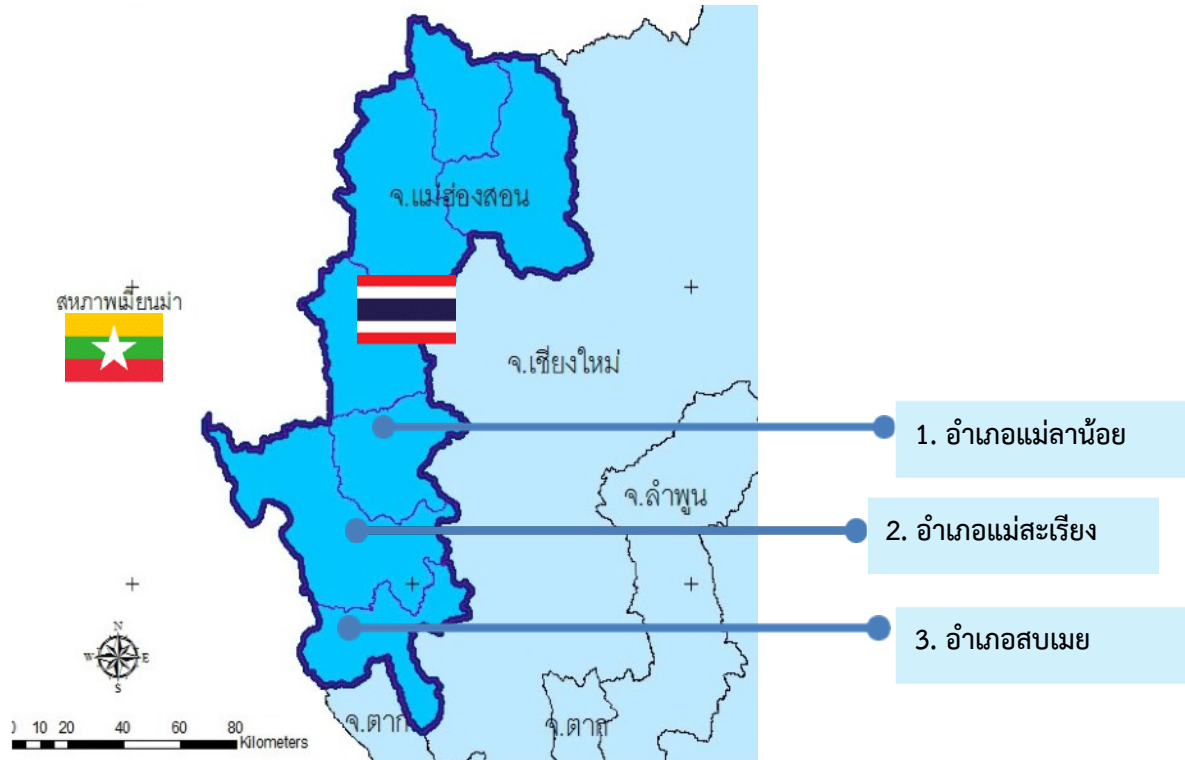 จ.แม่ฮ่องสอน
สหภาพเมียนม่า
จ.เชียงใหม่
1. อำเภอแม่ลาน้อย
จ.ลำพูน
2. อำเภอแม่สะเรียง
N
W E
S
3. อำเภอสบเมย
จ.ตาก
จ.ตาก
10 20 40 60 80
Kilometers